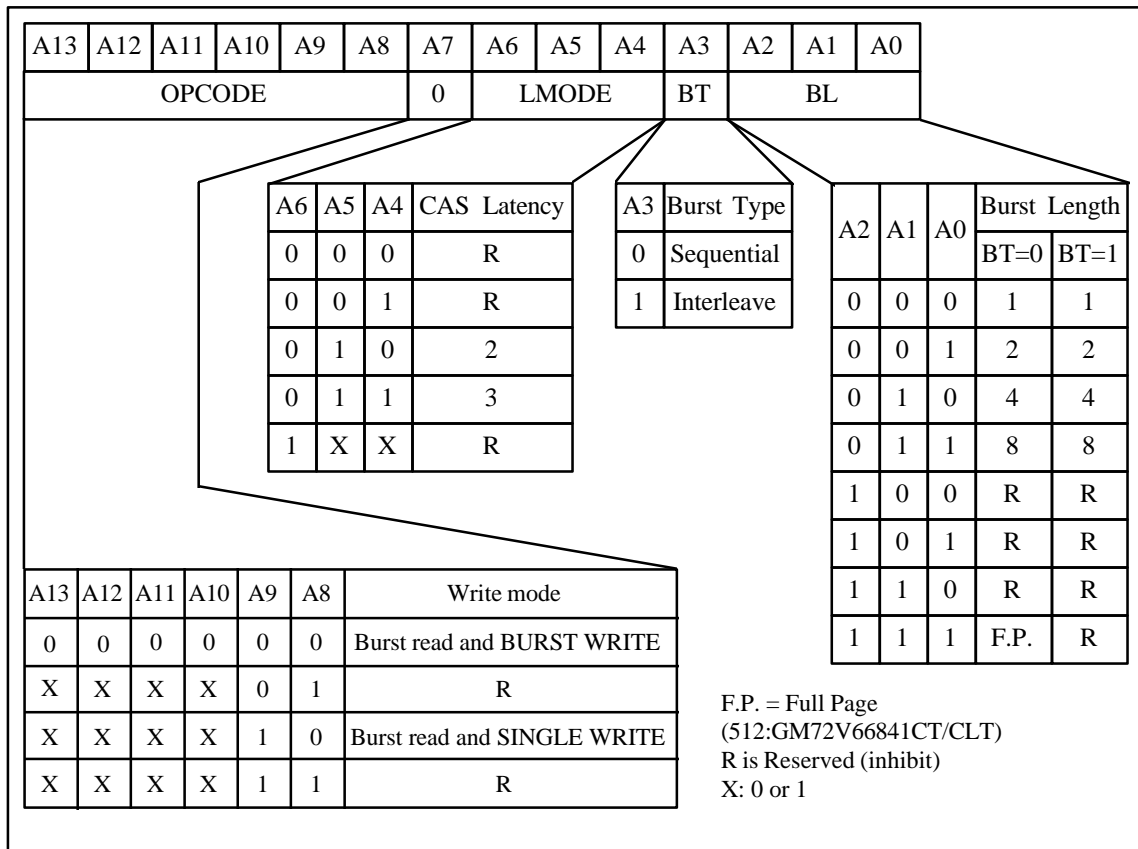 A13 A12 A11 A10 A9 A8 A7 A6 A5 A4 A3 A2 A1 A0
OPCODE 0 LMODE BT BL
A6 A5 A4 CAS Latency
0 0 0 R
0 0 1 R
0 1 0 2
0 1 1 3
1 X X R
A3 Burst Type
0 Sequential
1 Interleave
A2 A1 A0 Burst Length
BT=0 BT=1
0 0 0 1 1
0 0 1 2 2
0 1 0 4 4
0 1 1 8 8
1 0 0 R R
1 0 1 R R
1 1 0 R R
1 1 1 F.P. R
A13 A12 A11 A10 A9 A8 Write mode
0 0 0 0 0 0 Burst read and BURST WRITE
X X X X 0 1 R
X X X X 1 0 Burst read and SINGLE WRITE
X X X X 1 1 R
F.P. = Full Page
(512:GM72V66841CT/CLT)
R is Reserved (inhibit)
X: 0 or 1